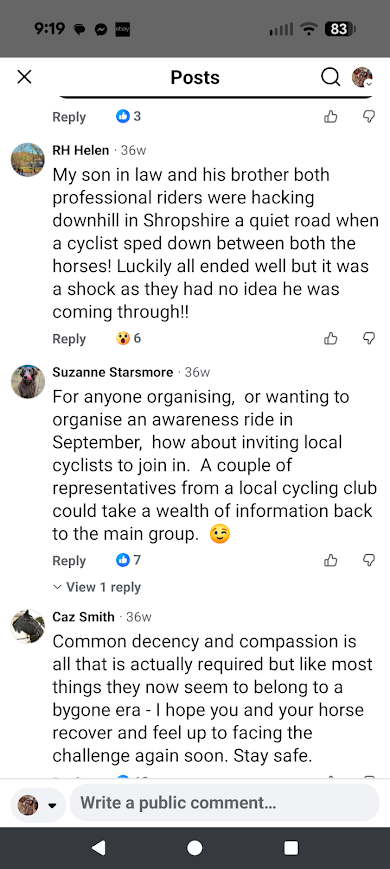 9:19 ebay 83
Posts
Reply 3
RH Helen · 36w
My son in law and his brother both
professional riders were hacking
downhill in Shropshire a quiet road when
a cyclist sped down between both the
horses! Luckily all ended well but it was
a shock as they had no idea he was
coming through!!
Reply 😮 6
Suzanne Starsmore · 36w
For anyone organising,  or wanting to
organise an awareness ride in
September,  how about inviting local
cyclists to join in.  A couple of
representatives from a local cycling club
could take a wealth of information back
to the main group.  😉
Reply 7
View 1 reply
Caz Smith · 36w
Common decency and compassion is
all that is actually required but like most
things they now seem to belong to a
bygone era - I hope you and your horse
recover and feel up to facing the
challenge again soon. Stay safe.
Write a public comment...